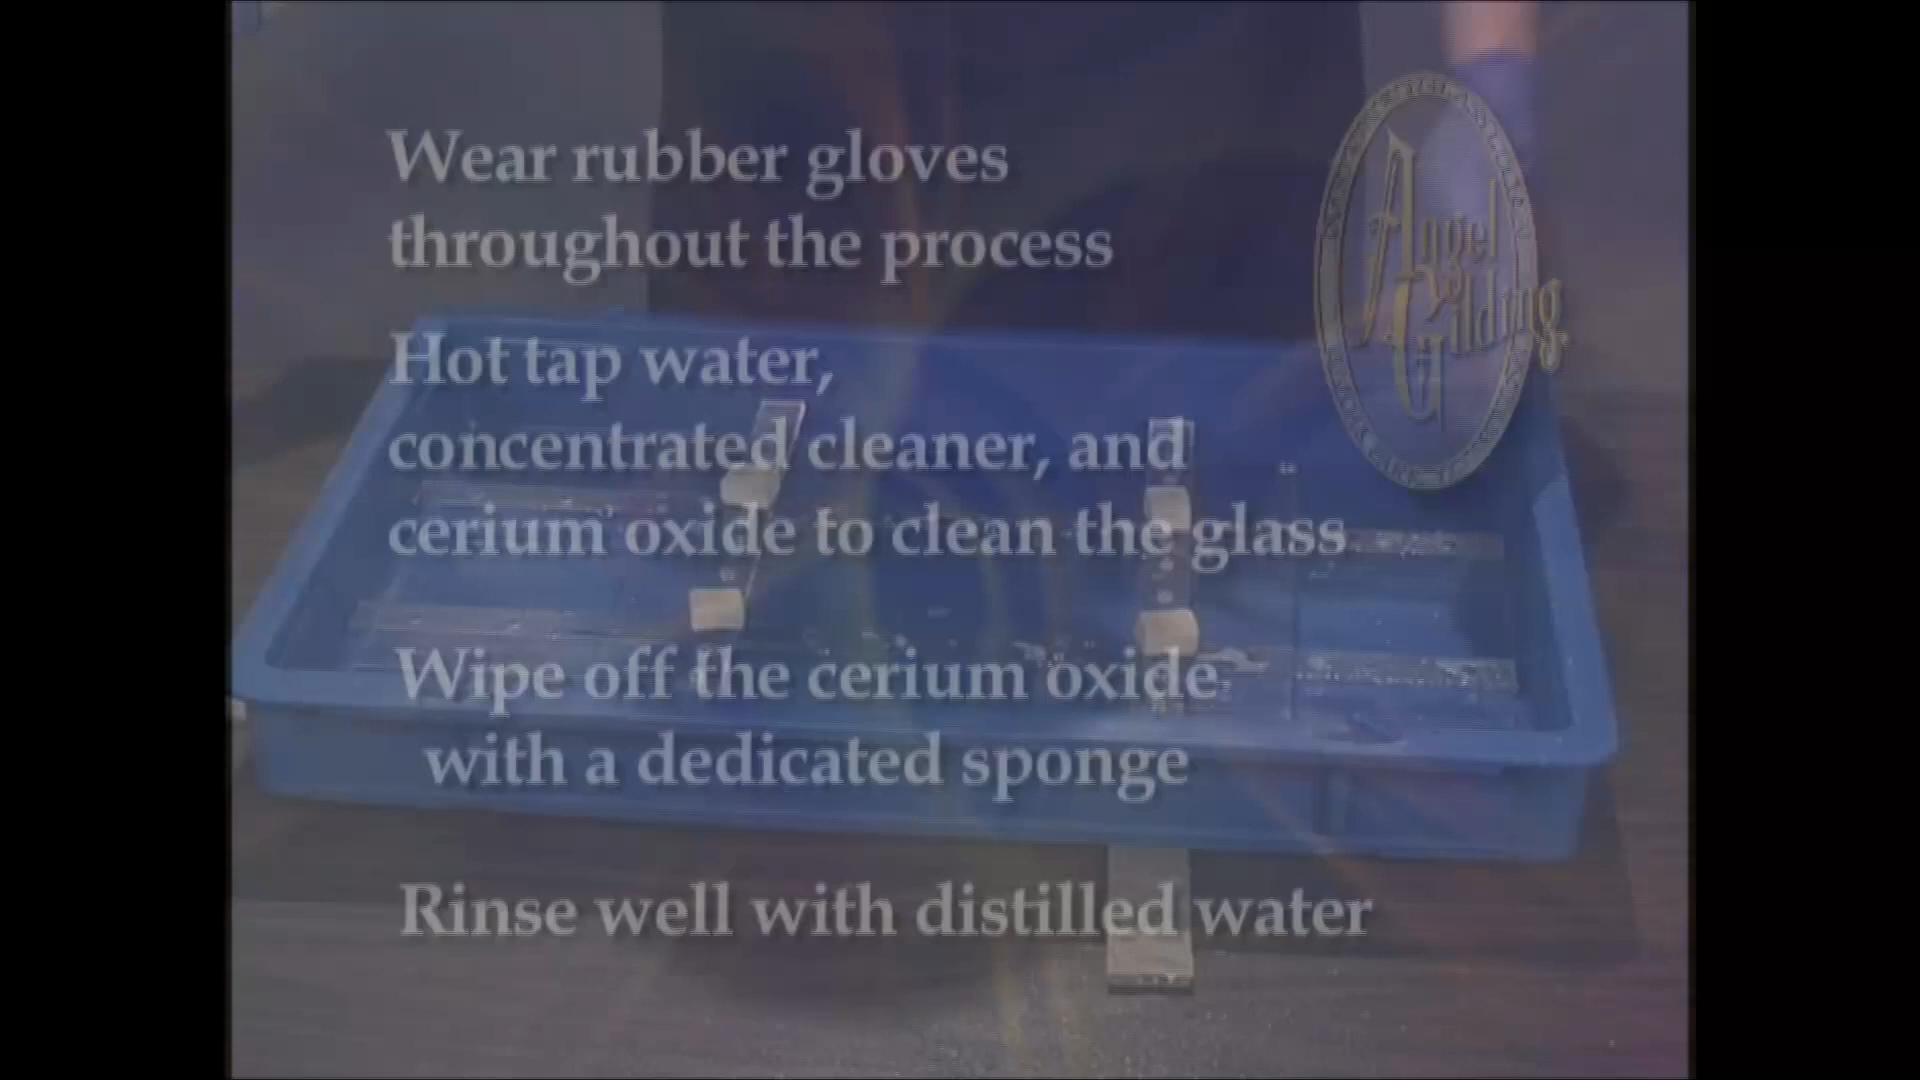 Wear rubber gloves
throughout the process
Angel
Gilding
Hot tap water,
concentrated cleaner, and
cerium oxide to clean the glass
Wipe off the cerium oxide
with a dedicated sponge
Rinse well with distilled water